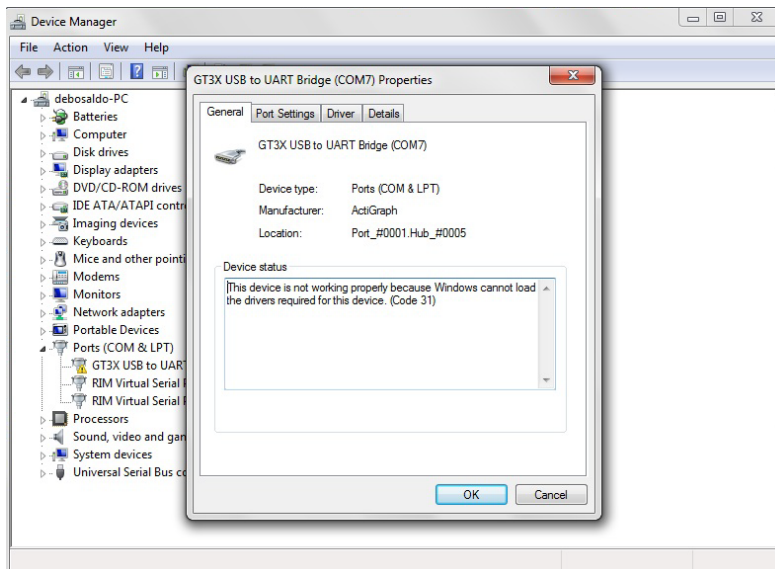 Device Manager
File Action View Help
debosaldo-PC
Batteries
Computer
Disk drives
Display adapters
DVD/CD-ROM drives
IDE ATA/ATAPI contr
Imaging devices
Keyboards
Mice and other pointi
Modems
Monitors
Network adapters
Portable Devices
Ports (COM & LPT)
GT3X USB to UAR
RIM Virtual Serial
RIM Virtual Serial
Processors
Sound, video and gan
System devices
Universal Serial Bus co
GT3X USB to UART Bridge (COM7) Properties
General Port Settings Driver Details
GT3X USB to UART Bridge (COM7)
Device type: Ports (COM & LPT)
Manufacturer: ActiGraph
Location: Port_#0001.Hub_#0005
Device status
This device is not working properly because Windows cannot load
the drivers required for this device. (Code 31)
OK Cancel